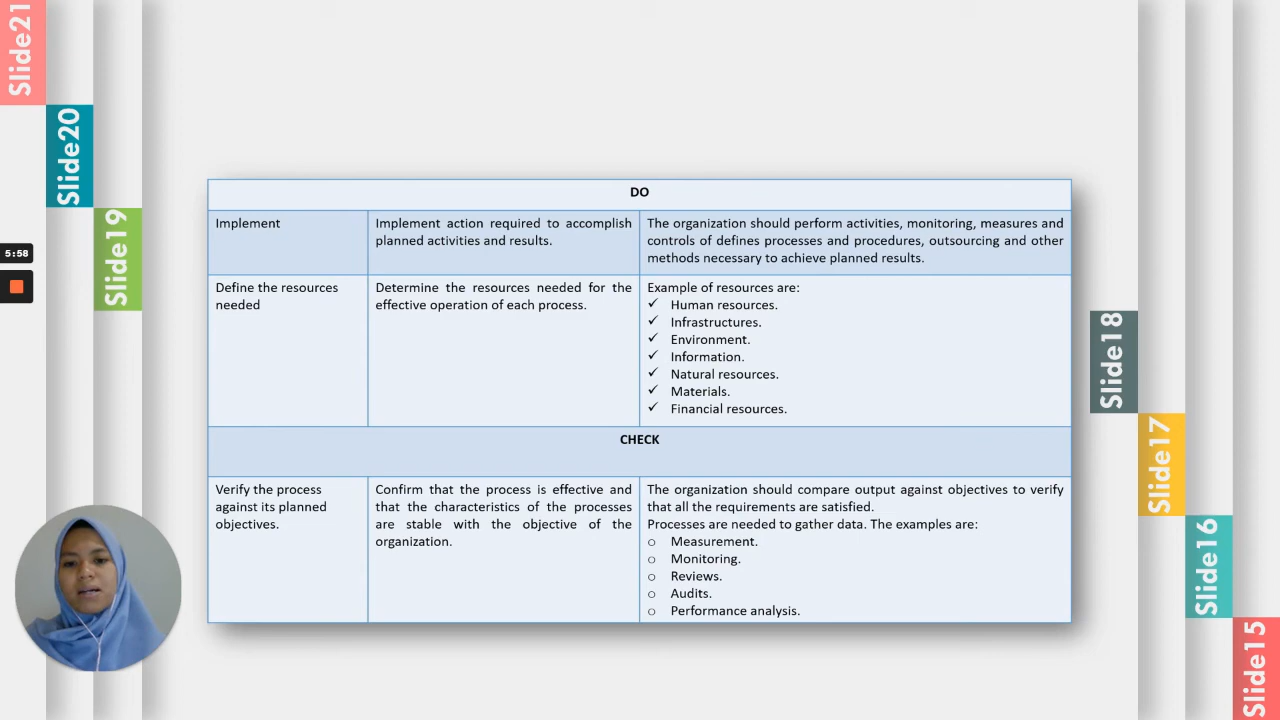 Slide21
Slide20
Slide19
5:58
DO
Implement
Implement action required to accomplish
planned activities and results.
The organization should perform activities, monitoring, measures and
controls of defines processes and procedures, outsourcing and other
methods necessary to achieve planned results.
Define the resources
needed
Determine the resources needed for the
effective operation of each process.
Example of resources are:
✓ Human resources.
✓ Infrastructures.
✓ Environment.
✓ Information.
✓ Natural resources.
✓ Materials.
✓ Financial resources.
CHECK
Verify the process
against its planned
objectives.
Confirm that the process is effective and
that the characteristics of the processes
are stable with the objective of the
organization.
The organization should compare output against objectives to verify
that all the requirements are satisfied.
Processes are needed to gather data. The examples are:
o Measurement.
o Monitoring.
o Reviews.
o Audits.
o Performance analysis.
Slide18
Slide17
Slide16
Slide15